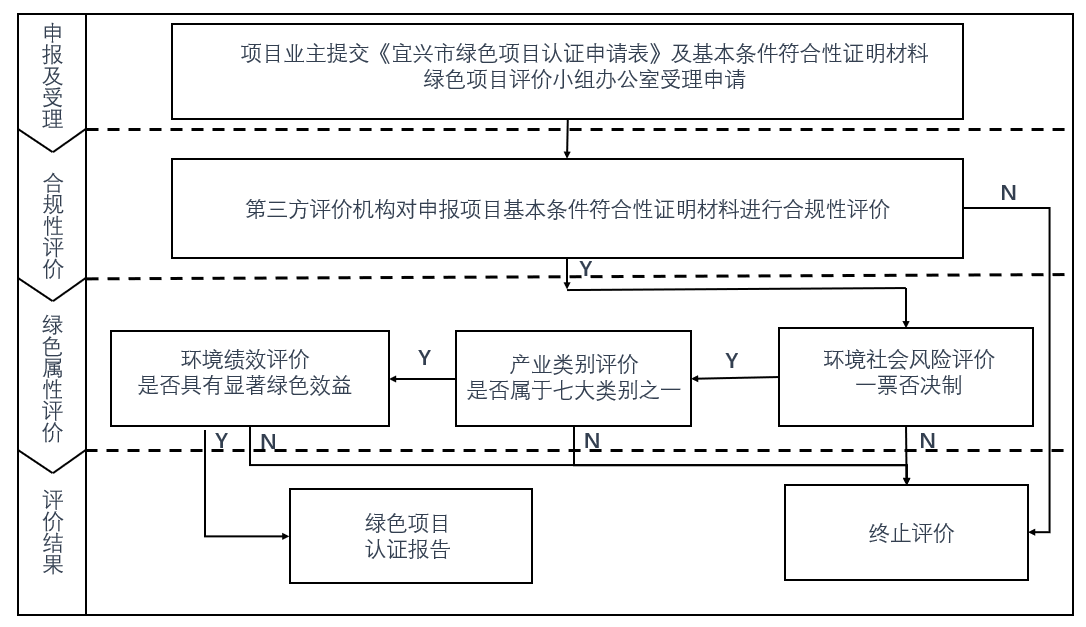 申报及受理
项目业主提交《宜兴市绿色项目认证申请表》及基本条件符合性证明材料
绿色项目评价小组办公室受理申请
合规性评价
第三方评价机构对申报项目基本条件符合性证明材料进行合规性评价
N
Y
绿色属性评价
环境绩效评价
是否具有显著绿色效益
Y
产业类别评价
是否属于七大类别之一
Y
环境社会风险评价
一票否决制
Y
N
N
N
评价结果
绿色项目
认证报告
终止评价